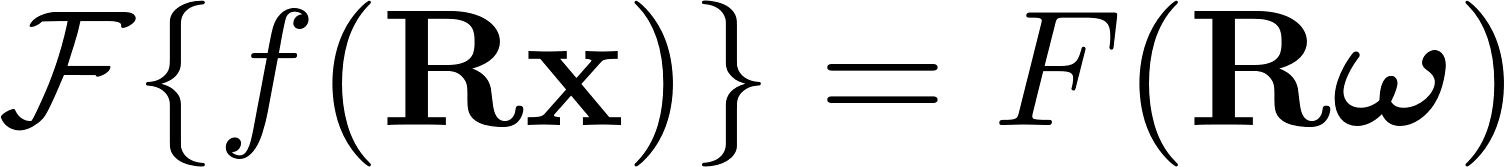 ℱ{f(𝐑𝐱)} = F(𝐑𝝎)